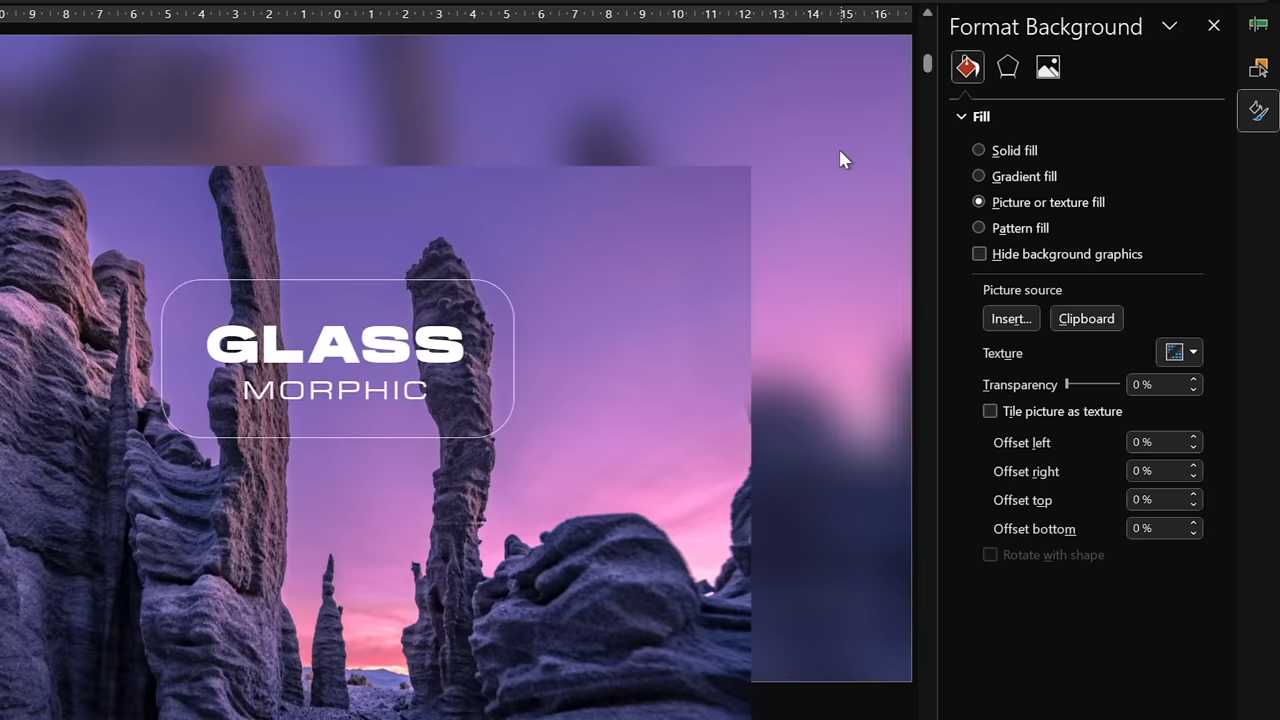 0 9 8 7 6 5 4 3 2 1 0 1 2 3 4 5 6 7 8 9 10 11 12 13 14 15 16
Format Background
Fill
Solid fill
Gradient fill
Picture or texture fill
Pattern fill
Hide background graphics
Picture source
Insert... Clipboard
Texture
Transparency 0 %
Tile picture as texture
Offset left 0 %
Offset right 0 %
Offset top 0 %
Offset bottom 0 %
Rotate with shape
GLASS
MORPHIC